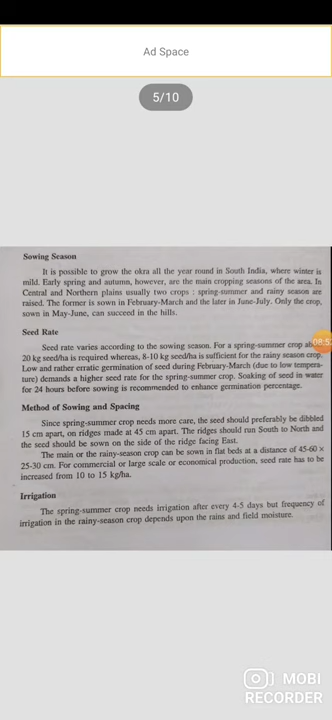 Ad Space
5/10
Sowing Season
It is possible to grow the okra all the year round in South India, where winter is
mild. Early spring and autumn, however, are the main cropping seasons of the area. In
Central and Northern plains usually two crops : spring-summer and rainy season are
raised. The former is sown in February-March and the later in June-July. Only the crop,
sown in May-June, can succeed in the hills.
Seed Rate
Seed rate varies according to the sowing season. For a spring-summer crop
20 kg seed/ha is required whereas, 8-10 kg seed/ha is sufficient for the rainy season crop.
Low and rather erratic germination of seed during February-March (due to low tempera-
ture) demands a higher seed rate for the spring-summer crop. Soaking of seed in water
for 24 hours before sowing is recommended to enhance germination percentage.
Method of Sowing and Spacing
Since spring-summer crop needs more care, the seed should preferably be dibbled
15 cm apart, on ridges made at 45 cm apart. The ridges should run South to North and
the seed should be sown on the side of the ridge facing East.
The main or the rainy-season crop can be sown in flat beds at a distance of 45-60 ×
25-30 cm. For commercial or large scale or economical production, seed rate has to be
increased from 10 to 15 kg/ha.
Irrigation
The spring-summer crop needs irrigation after every 4-5 days but frequency of
irrigation in the rainy-season crop depends upon the rains and field moisture.
MOBI
RECORDER